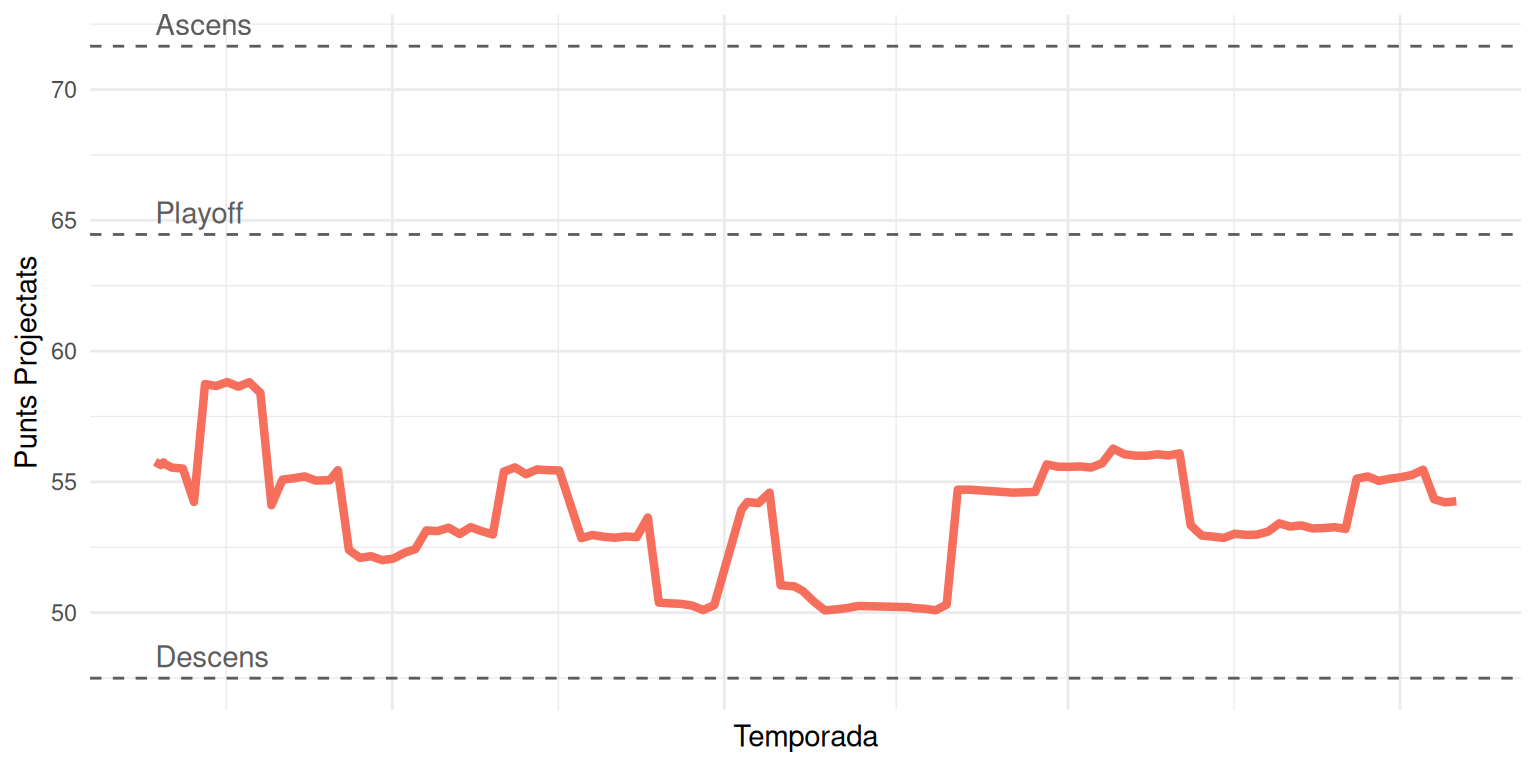 Ascens
70
Playoff
65
60
55
50
Descens
Punts Projectats
Temporada